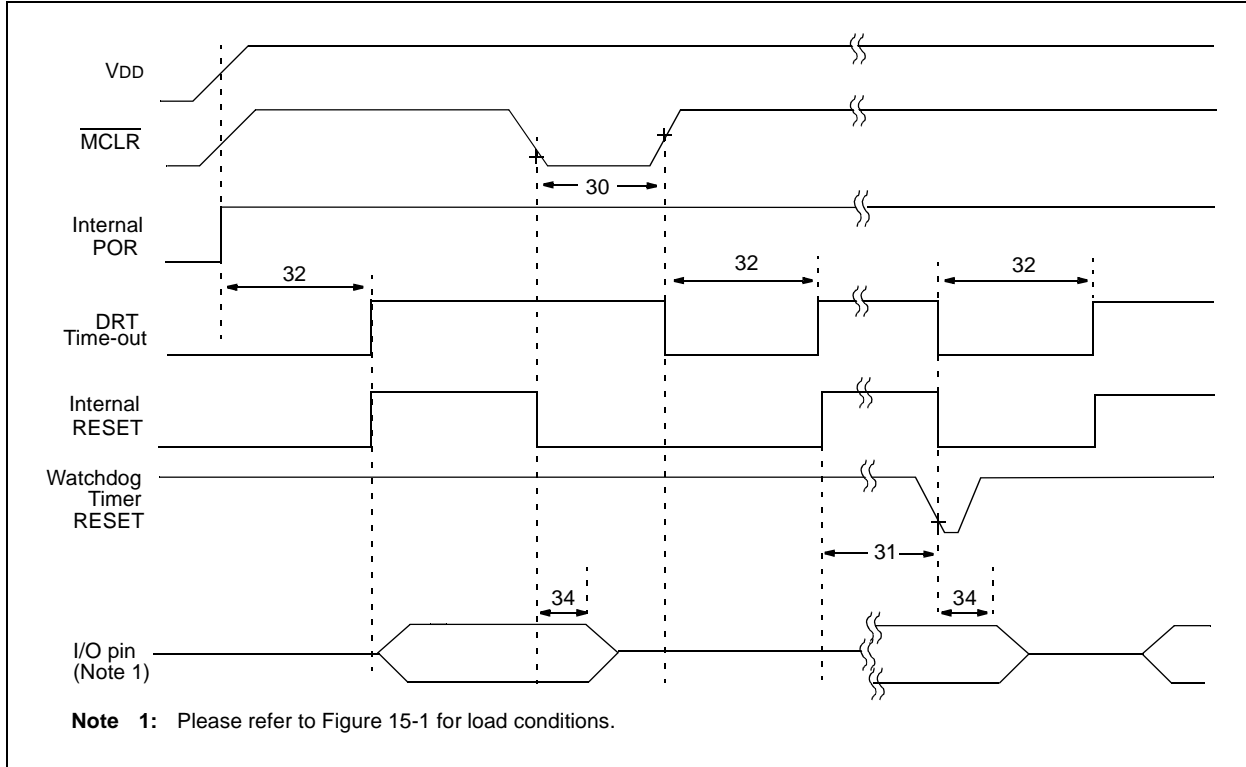 VDD
MCLR
30
Internal
POR
32
32
32
DRT
Time-out
Internal
RESET
Watchdog
Timer
RESET
31
34
34
I/O pin
(Note 1)
Note 1: Please refer to Figure 15-1 for load conditions.